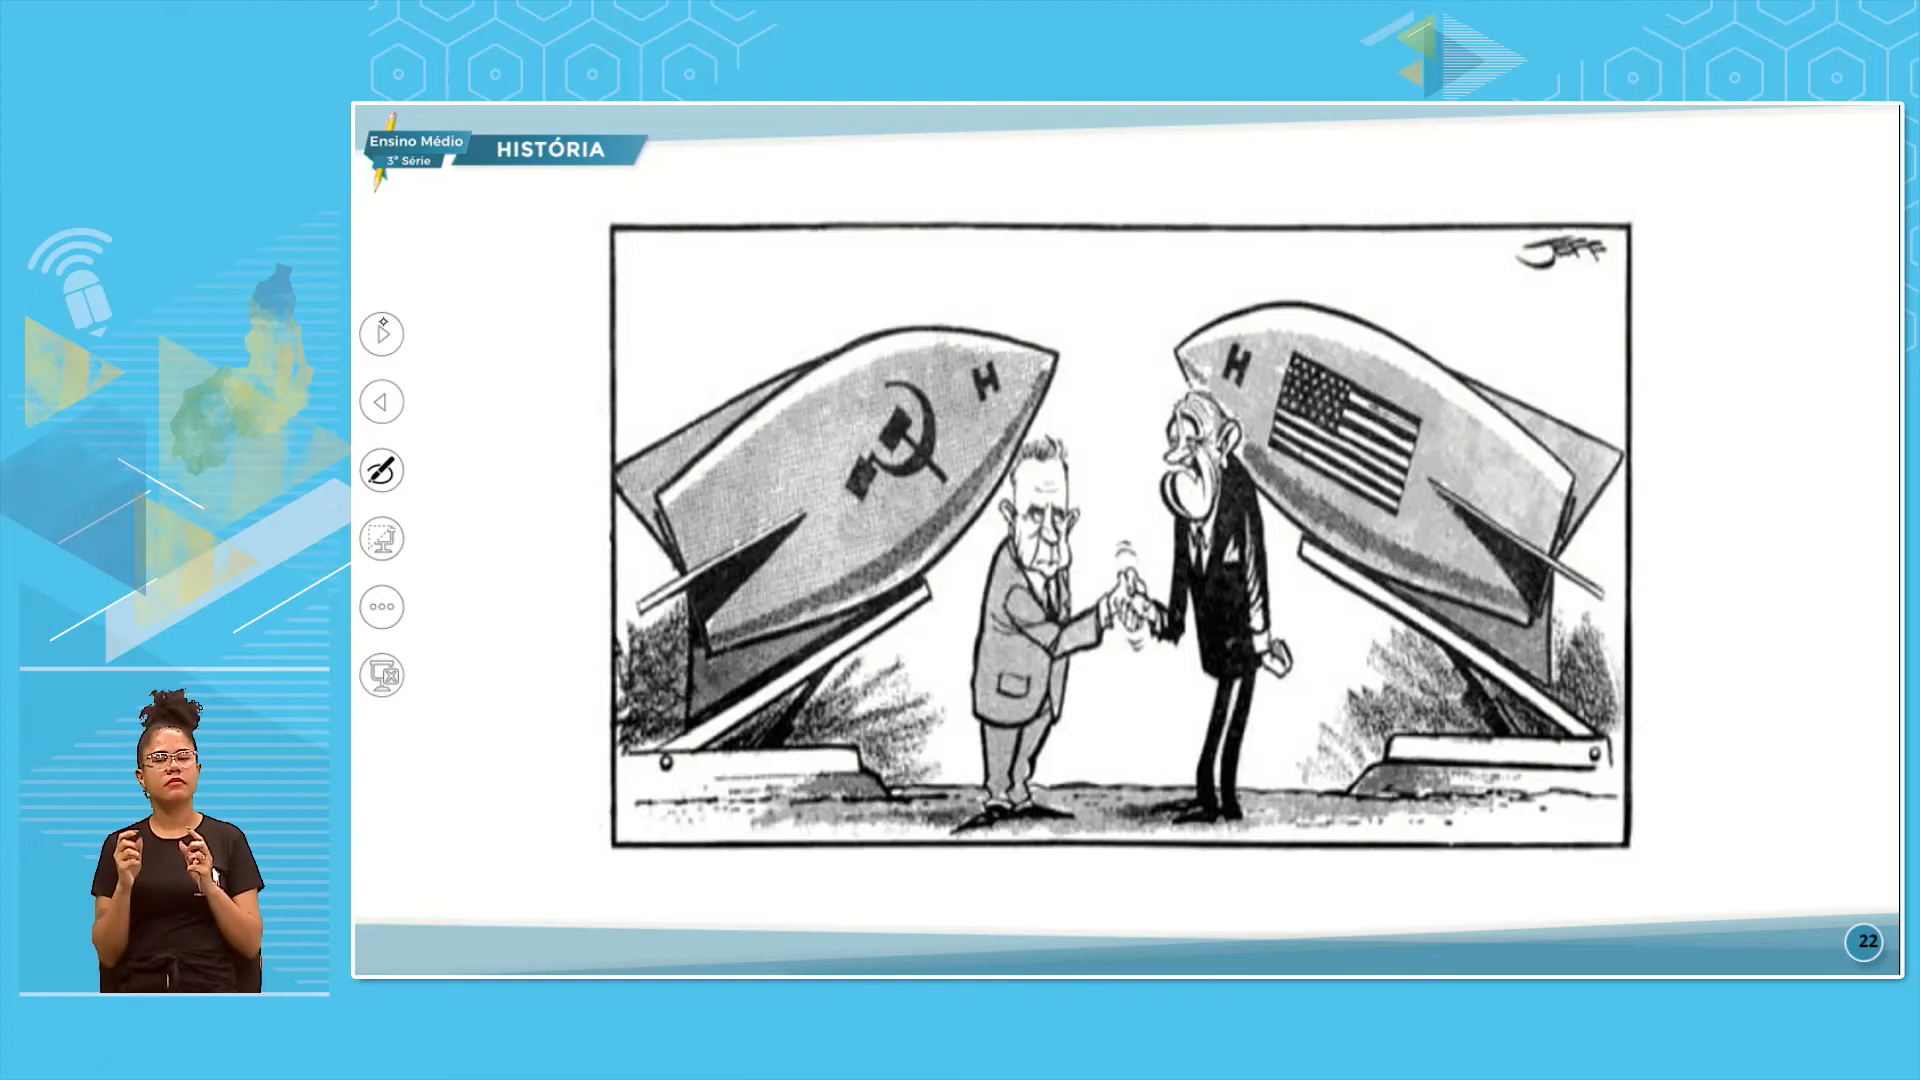 Ensino Médio
3ª Série
HISTÓRIA
JEFF
H
H
22